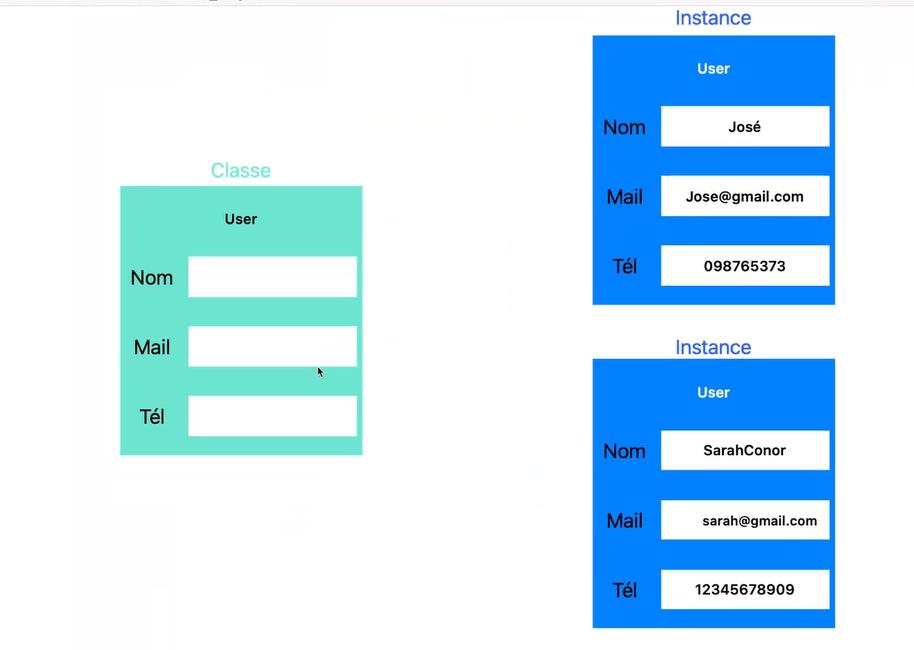 Classe
User
Nom
Mail
Tél
Instance
User
Nom José
Mail Jose@gmail.com
Tél 098765373
Instance
User
Nom SarahConor
Mail sarah@gmail.com
Tél 12345678909